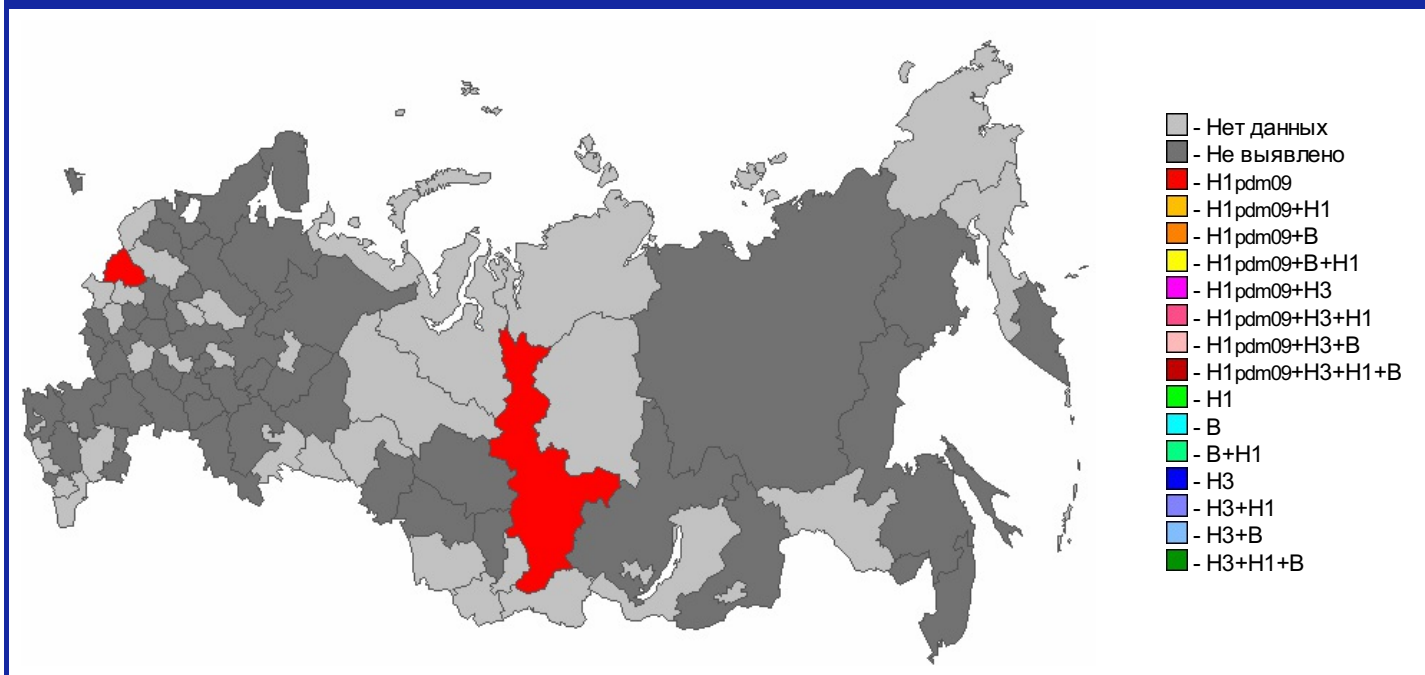 - Нет данных
- Не выявлено
- H1pdm09
- H1pdm09+H1
- H1pdm09+B
- H1pdm09+B+H1
- H1pdm09+H3
- H1pdm09+H3+H1
- H1pdm09+H3+B
- H1pdm09+H3+H1+B
- H1
- B
- B+H1
- H3
- H3+H1
- H3+B
- H3+H1+B